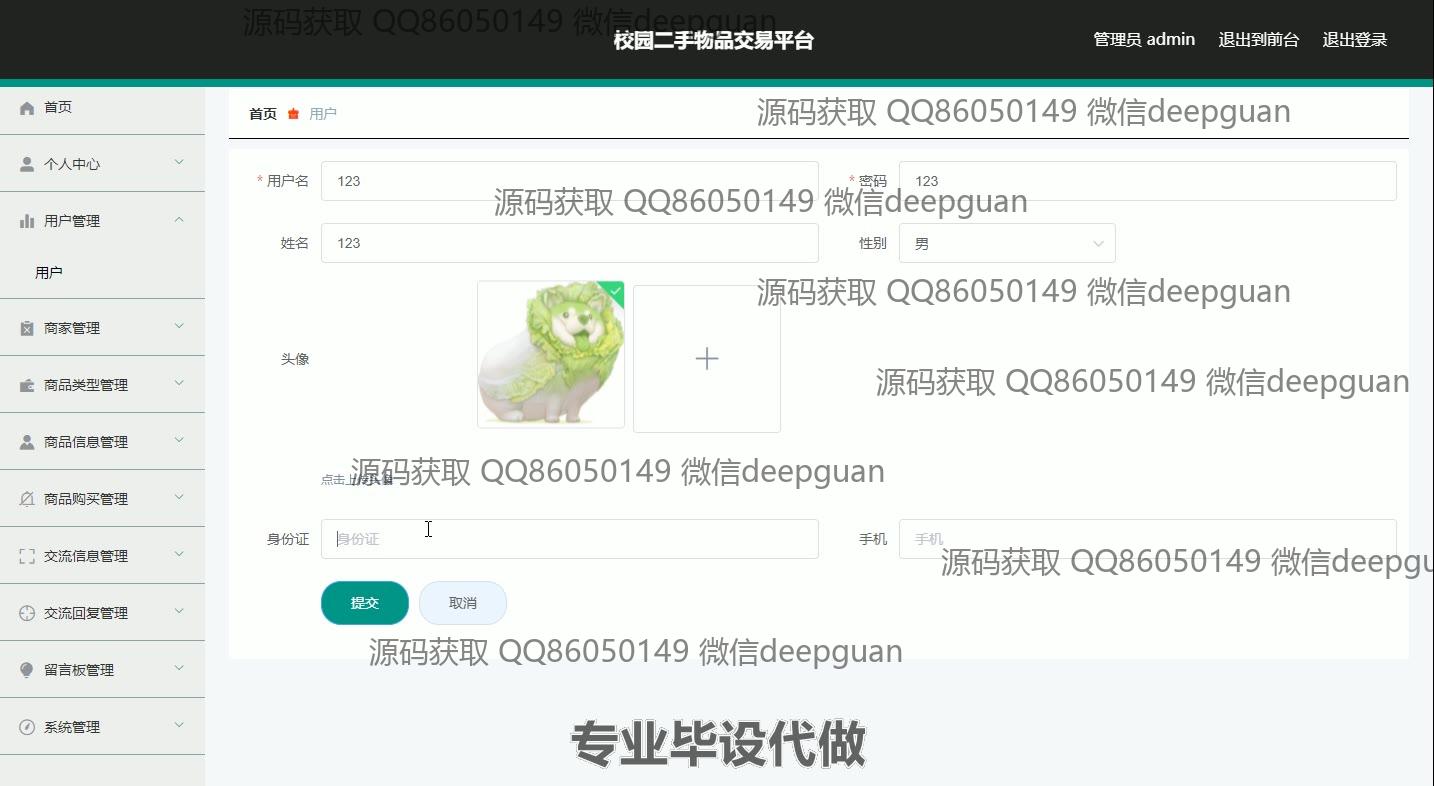 源码获取 QQ86050149 微信deepguan
校园二手物品交易平台
管理员 admin 退出到前台 退出登录
首页
个人中心
用户管理
用户
商家管理
商品类型管理
商品信息管理
商品购买管理
交流信息管理
交流回复管理
留言板管理
系统管理
首页 用户
源码获取 QQ86050149 微信deepguan
* 用户名 123 * 密码 123
源码获取 QQ86050149 微信deepguan
姓名 123 性别 男
源码获取 QQ86050149 微信deepguan
头像
源码获取 QQ86050149 微信deepguan
源码获取 QQ86050149 微信deepguan
点击上传头像
身份证 身份证 手机 手机
源码获取 QQ86050149 微信deepgu
提交 取消
源码获取 QQ86050149 微信deepguan
专业毕设代做